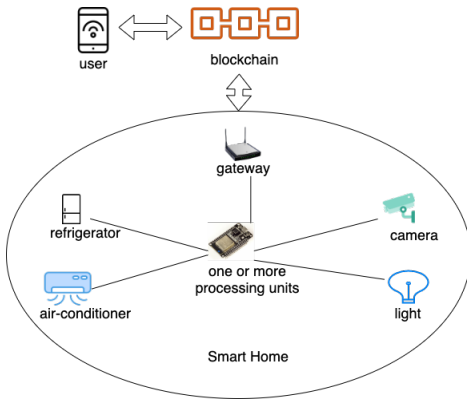 user
blockchain
gateway
refrigerator
camera
one or more
processing units
air-conditioner
light
Smart Home